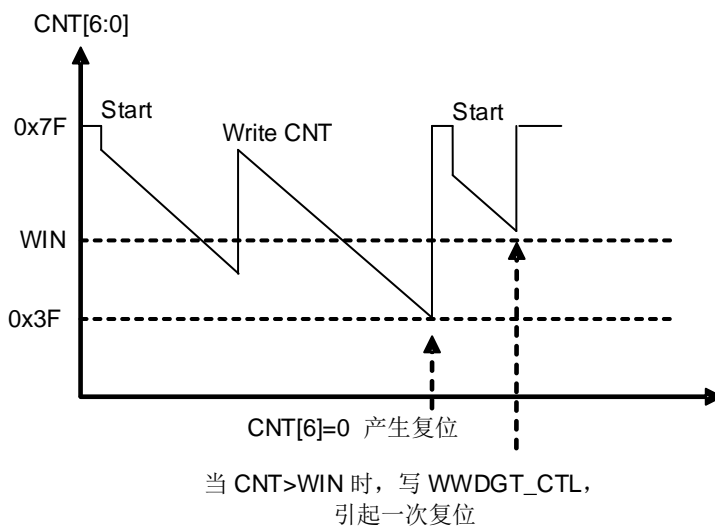 CNT[6:0]
Start
Start
0x7F
Write CNT
WIN
0x3F
CNT[6]=0 产生复位
当 CNT>WIN 时，写 WWDGT_CTL，
引起一次复位